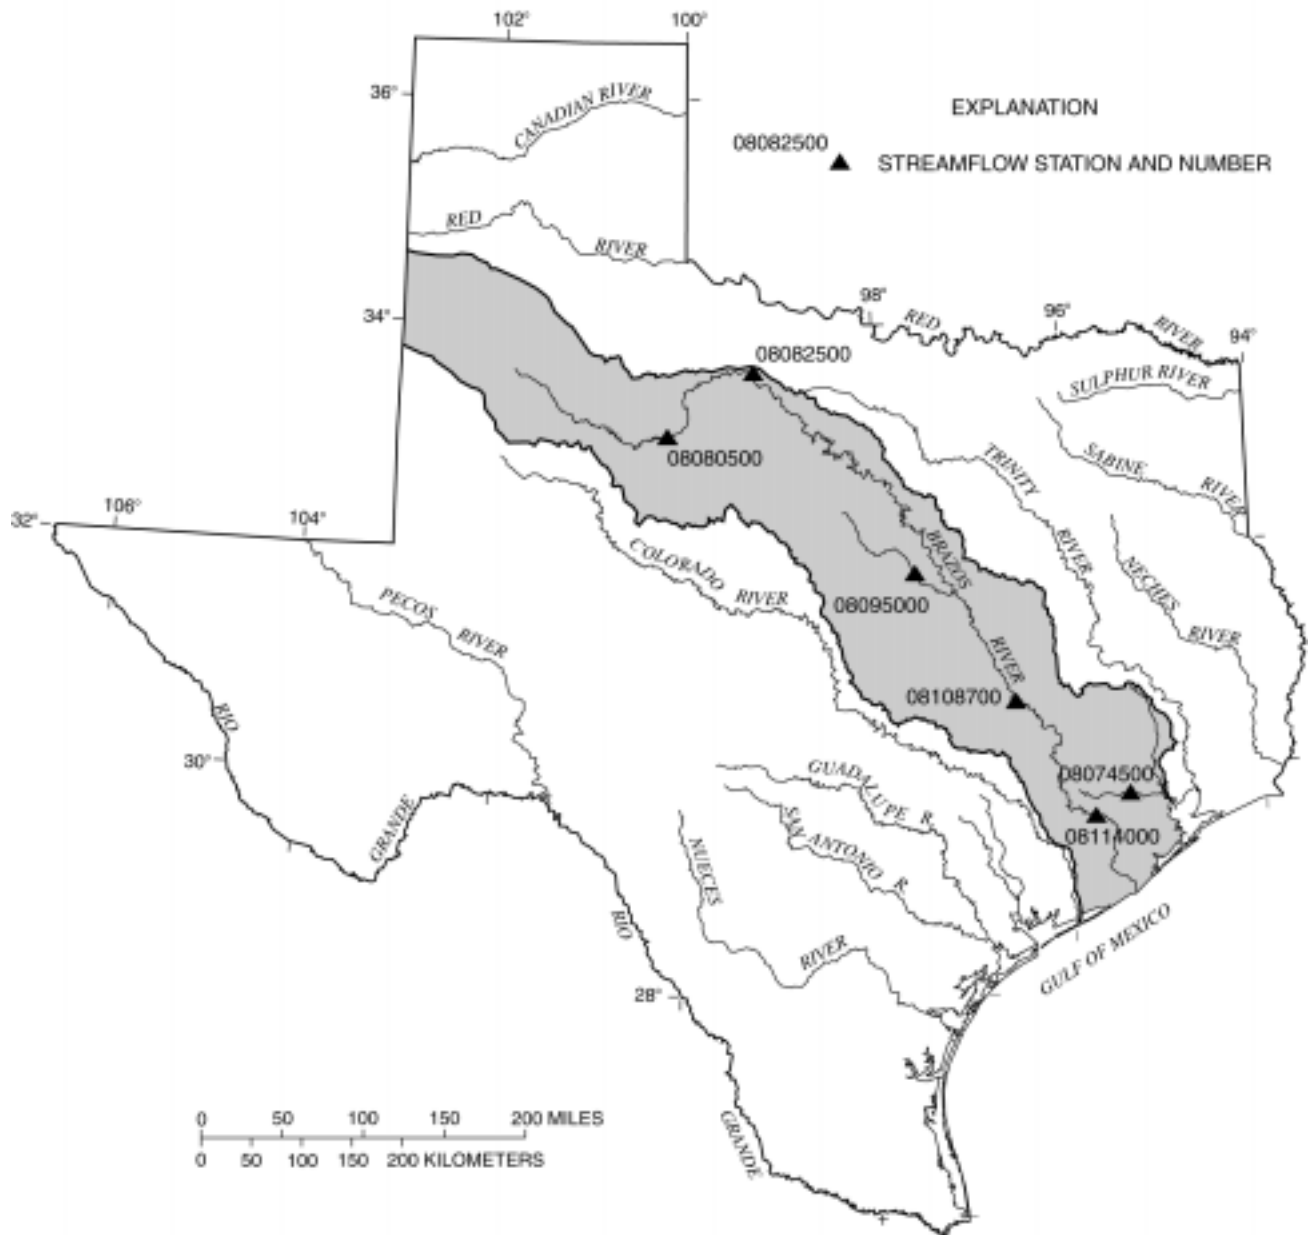 102°
100°
36°
CANADIAN RIVER
EXPLANATION
08082500
STREAMFLOW STATION AND NUMBER
RED
RIVER
34°
98°
RED
96°
RIVER
94°
08082500
SULPHUR RIVER
08080500
TRINITY
RIVER
SABINE
RIVER
32°
106°
104°
COLORADO
RIVER
BRAZOS
RIVER
NECHES
RIVER
PECOS
RIVER
08095000
08108700
RIO
GRANDE
30°
GUADALUPE R.
08074500
SAN ANTONIO R.
08114000
NUECES
RIVER
RIO
GRANDE
GULF OF MEXICO
28°
0 50 100 150 200 MILES
0 50 100 150 200 KILOMETERS